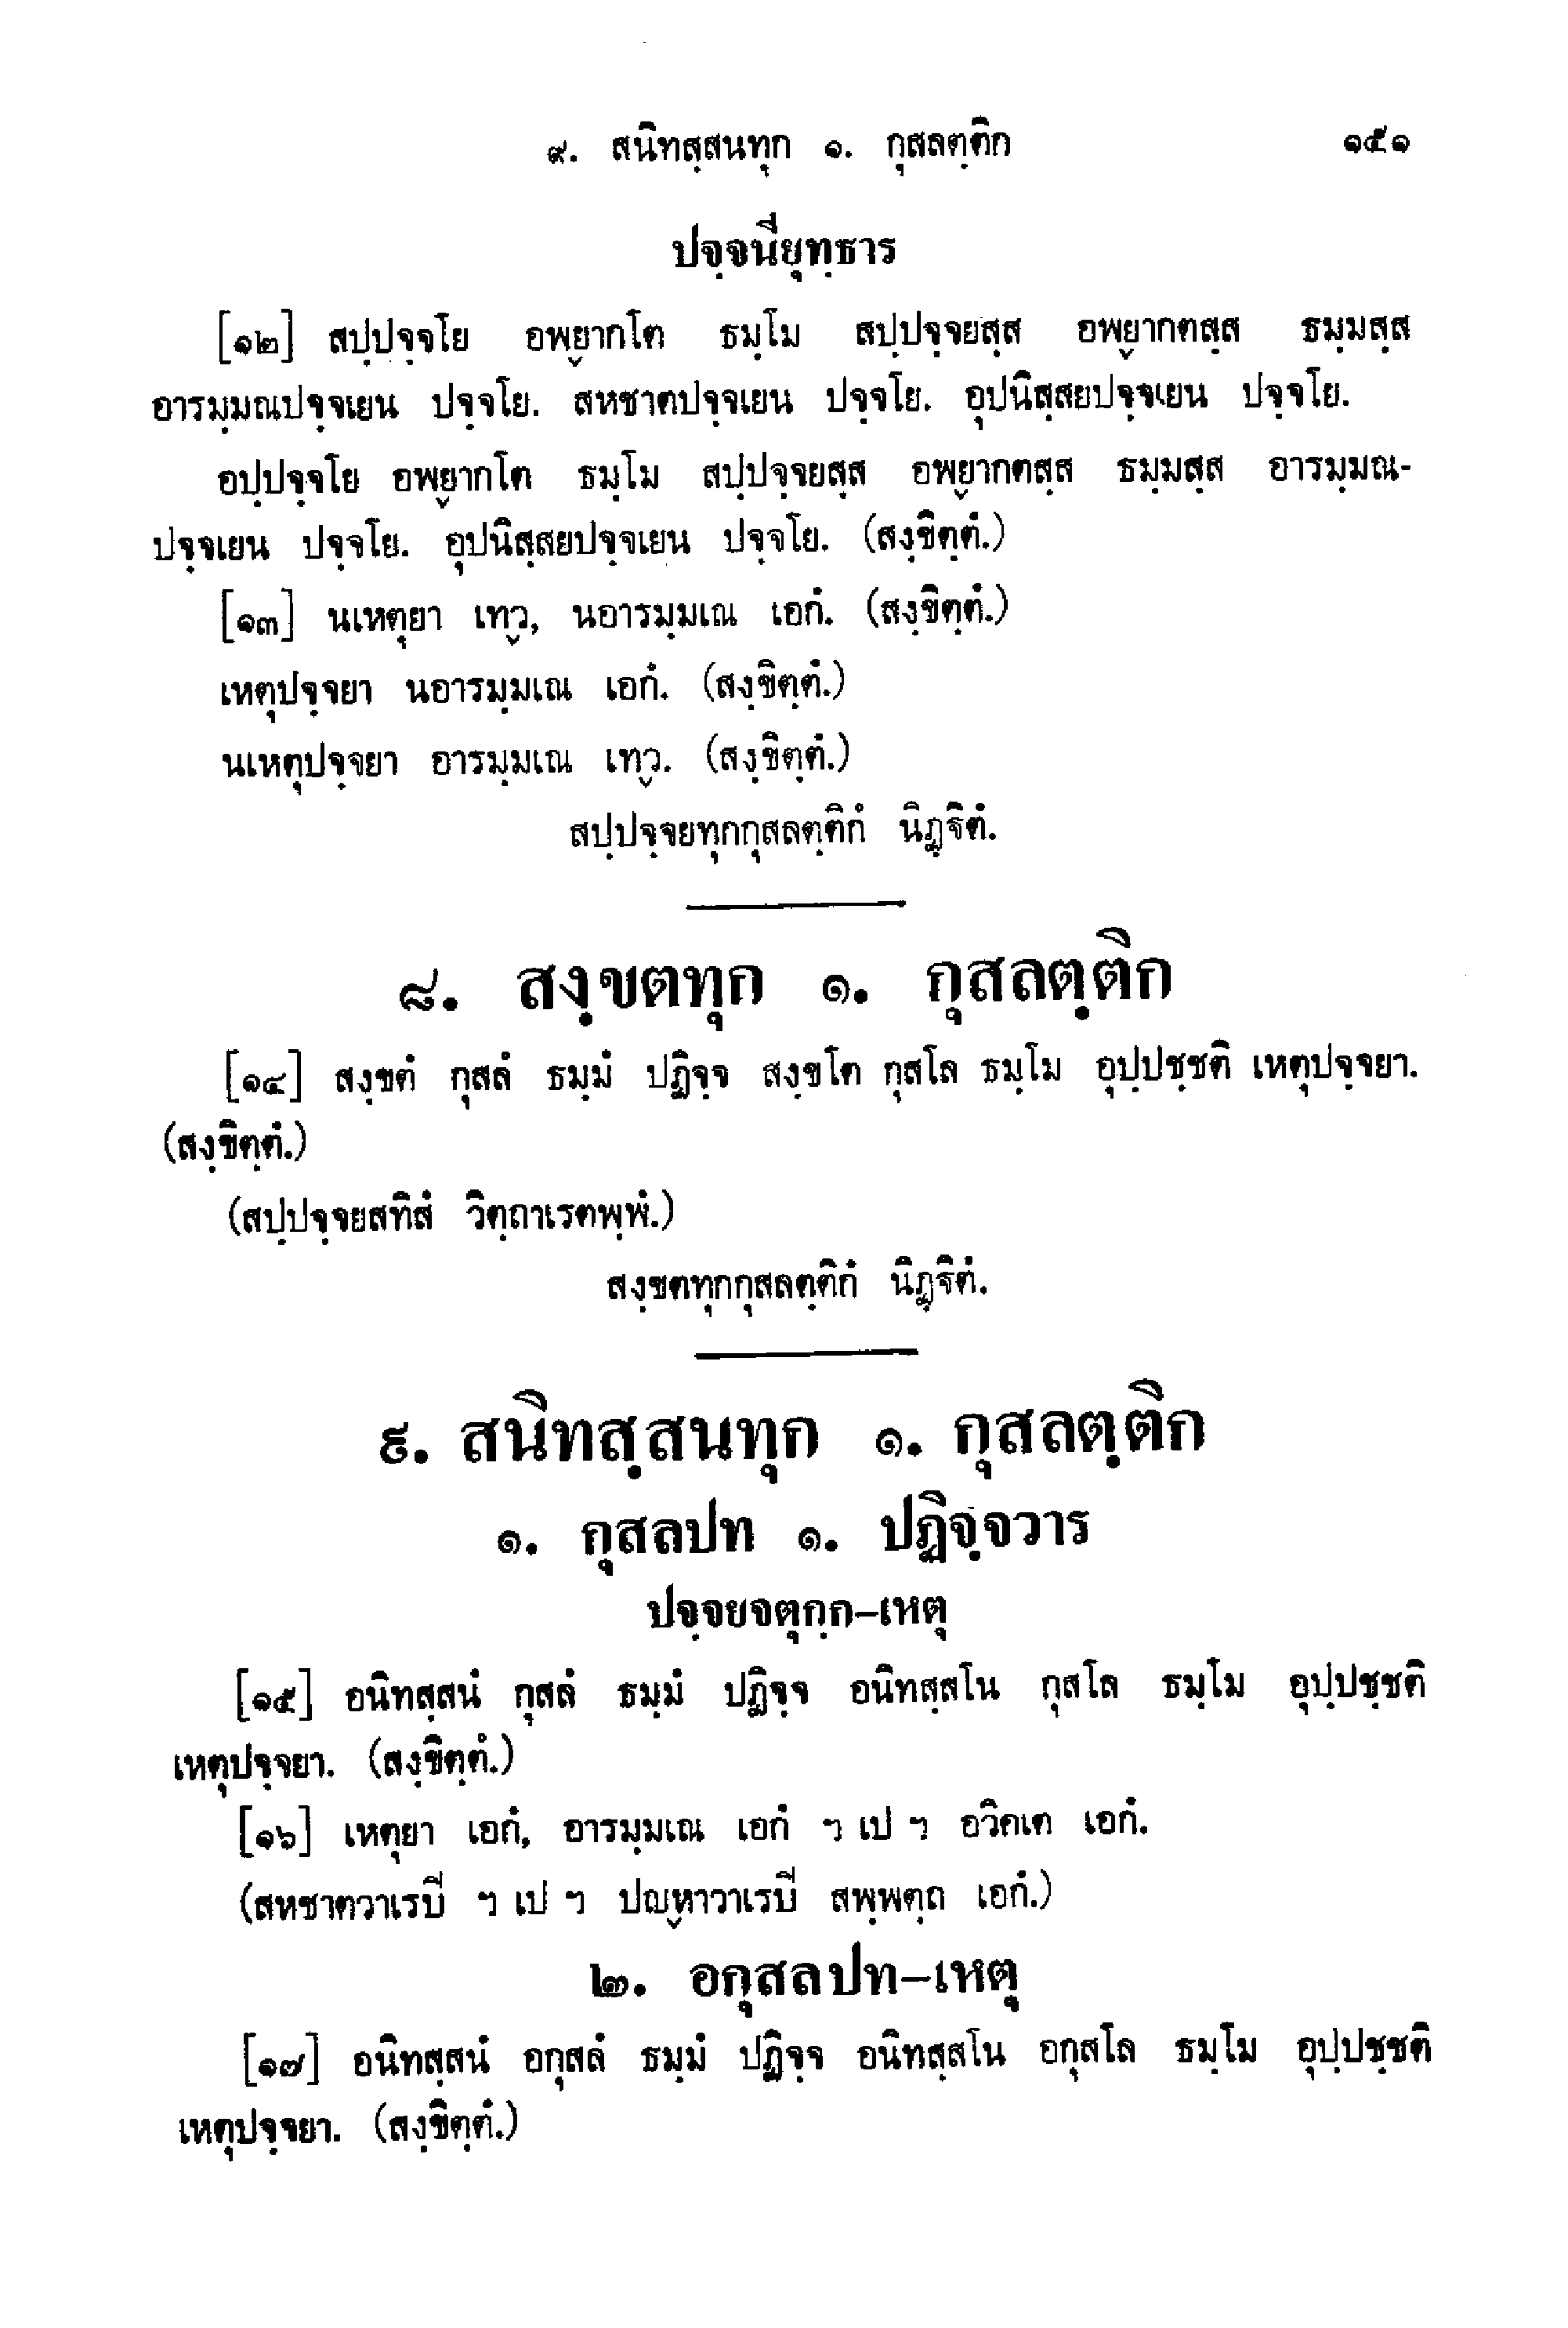 ๙. สนิทสฺสนทุก ๑. กุสลตฺติก ๑๕๑
ปจฺจนียุทฺธาร
[๑๒] สปฺปจฺจโย อพฺยากโต ธมฺโม สปฺปจฺจยสฺส อพฺยากตสฺส ธมฺมสฺส
อารมฺมณปจฺจเยน ปจฺจโย. สหชาตปจฺจเยน ปจฺจโย. อุปนิสฺสยปจฺจเยน ปจฺจโย.
อปฺปจฺจโย อพฺยากโต ธมฺโม สปฺปจฺจยสฺส อพฺยากตสฺส ธมฺมสฺส อารมฺมณ-
ปจฺจเยน ปจฺจโย. อุปนิสฺสยปจฺจเยน ปจฺจโย. (สงฺขิตฺตํ.)
[๑๓] นเหตุยา เทฺว, นอารมฺมเณ เอกํ. (สงฺขิตฺตํ.)
เหตุปจฺจยา นอารมฺมเณ เอกํ. (สงฺขิตฺตํ.)
นเหตุปจฺจยา อารมฺมเณ เทฺว. (สงฺขิตฺตํ.)
สปฺปจฺจยทุกกุสลตฺติกํ นิฏฺฐิตํ.
๘. สงฺขตทุก ๑. กุสลตฺติก
[๑๔] สงฺขตํ กุสลํ ธมฺมํ ปฏิจฺจ สงฺขโต กุสโล ธมฺโม อุปฺปชฺชติ เหตุปจฺจยา.
(สงฺขิตฺตํ.)
(สปฺปจฺจยสทิสํ วิตฺถาเรตพฺพํ.)
สงฺขตทุกกุสลตฺติกํ นิฏฺฐิตํ.
๙. สนิทสฺสนทุก ๑. กุสลตฺติก
๑. กุสลปท ๑. ปฏิจฺจวาร
ปจฺจยจตุกฺก-เหตุ
[๑๕] อนิทสฺสนํ กุสลํ ธมฺมํ ปฏิจฺจ อนิทสฺสโน กุสโล ธมฺโม อุปฺปชฺชติ
เหตุปจฺจยา. (สงฺขิตฺตํ.)
[๑๖] เหตุยา เอกํ, อารมฺมเณ เอกํ ฯ เป ฯ อวิคเต เอกํ.
(สหชาตวาเรปิ ฯ เป ฯ ปญฺหาวาเรปิ สพฺพตฺถ เอกํ.)
๒. อกุสลปท-เหตุ
[๑๗] อนิทสฺสนํ อกุสลํ ธมฺมํ ปฏิจฺจ อนิทสฺสโน อกุสโล ธมฺโม อุปฺปชฺชติ
เหตุปจฺจยา. (สงฺขิตฺตํ.)